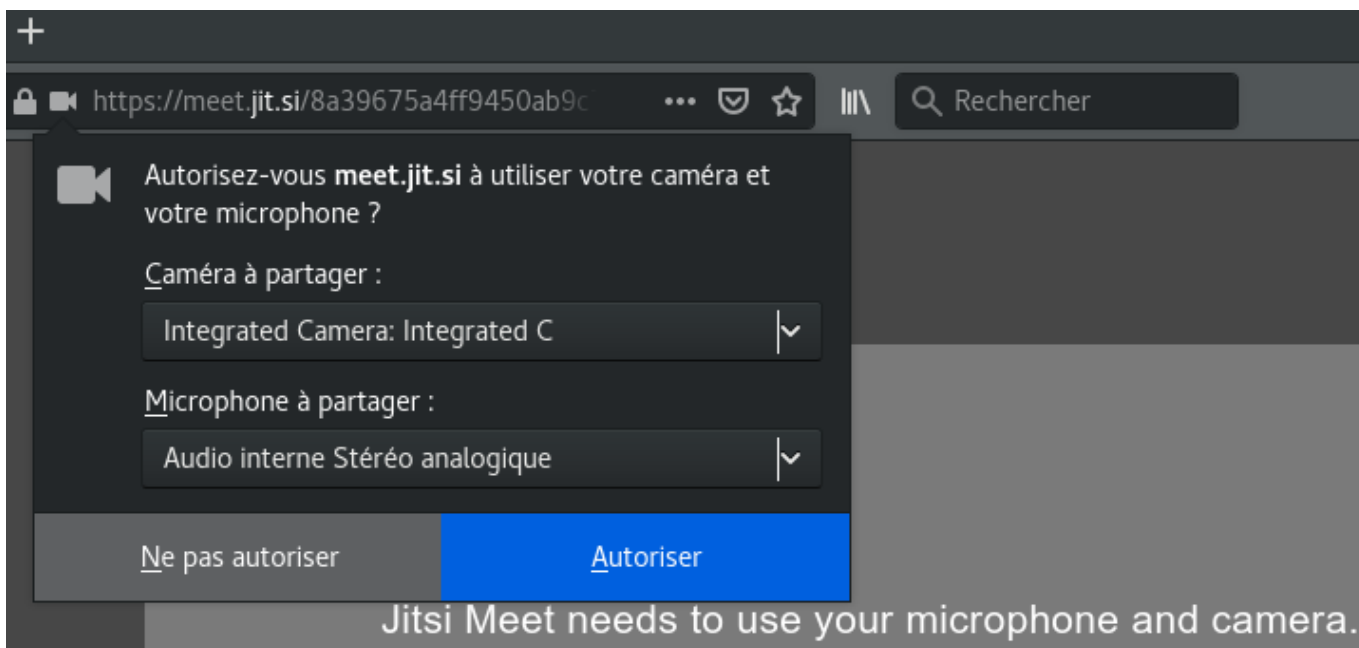 https://meet.jit.si/8a39675a4ff9450ab9c
Rechercher
Autorisez-vous meet.jit.si à utiliser votre caméra et
votre microphone ?
Caméra à partager :
Integrated Camera: Integrated C
Microphone à partager :
Audio interne Stéréo analogique
Ne pas autoriser
Autoriser
Jitsi Meet needs to use your microphone and camera.